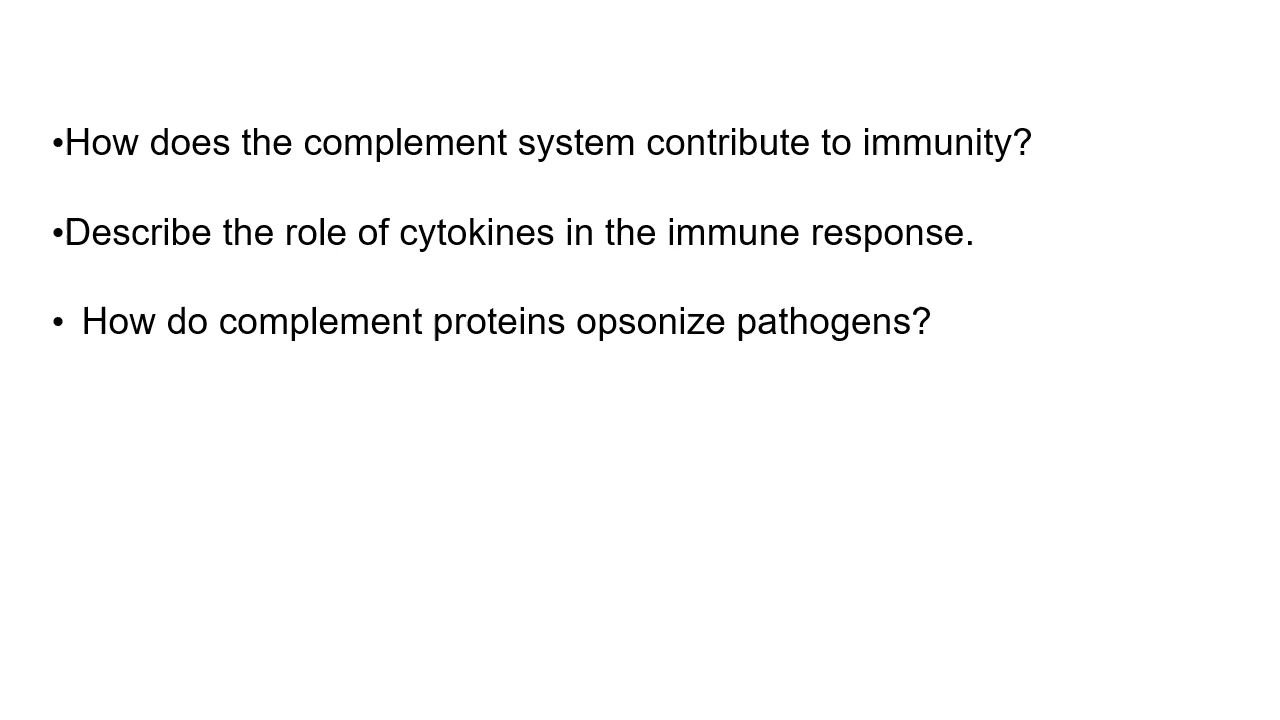 •How does the complement system contribute to immunity?
•Describe the role of cytokines in the immune response.
• How do complement proteins opsonize pathogens?